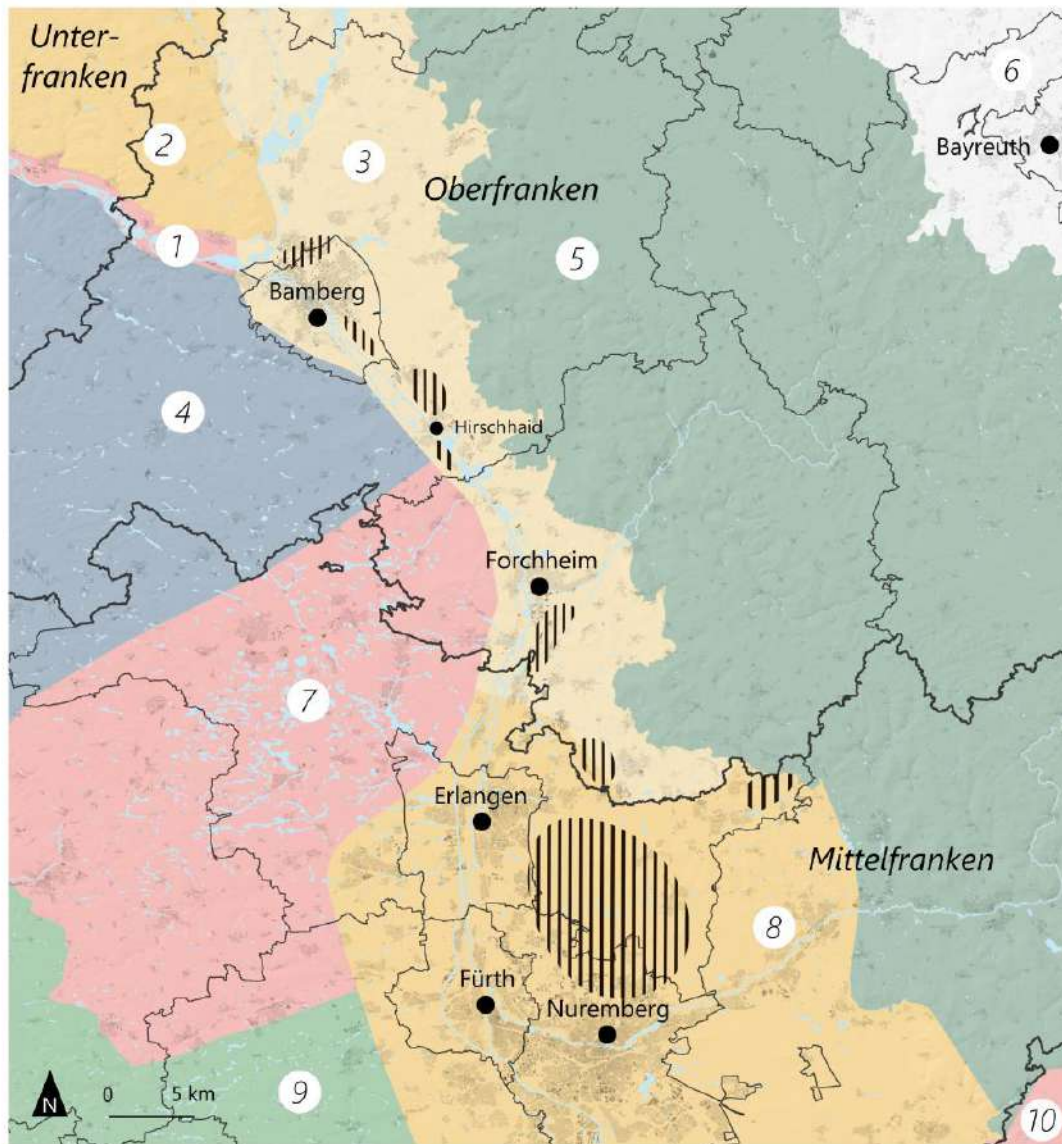 Unter-
franken
6
Bayreuth
2
3
Oberfranken
1
5
Bamberg
4
Hirschhaid
Forchheim
7
Erlangen
Mittelfranken
8
Fürth
Nuremberg
9
N
0 5 km
10